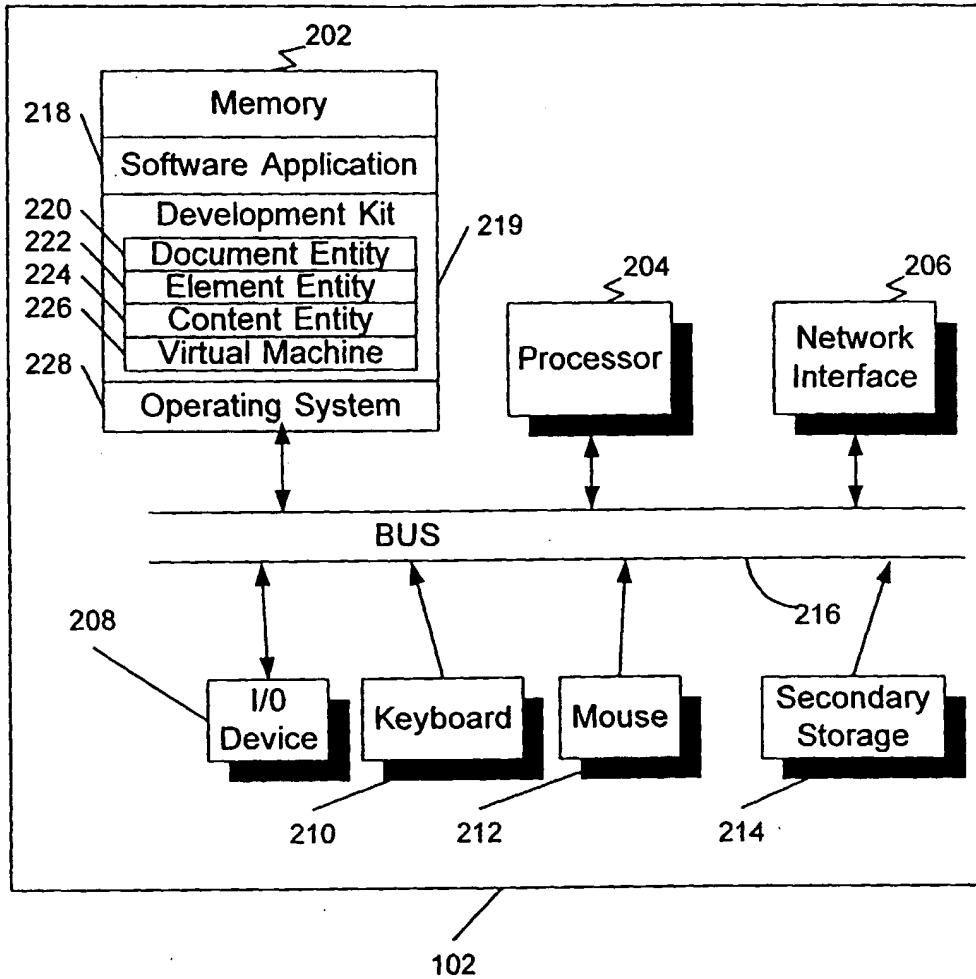 202
Memory
218
Software Application
Development Kit
220
219
Document Entity
222
Element Entity
204
206
224
Content Entity
226
Virtual Machine
Processor
Network
Interface
228
Operating System
BUS
216
208
I/0
Device
Keyboard
Mouse
Secondary
Storage
210
212
214
102